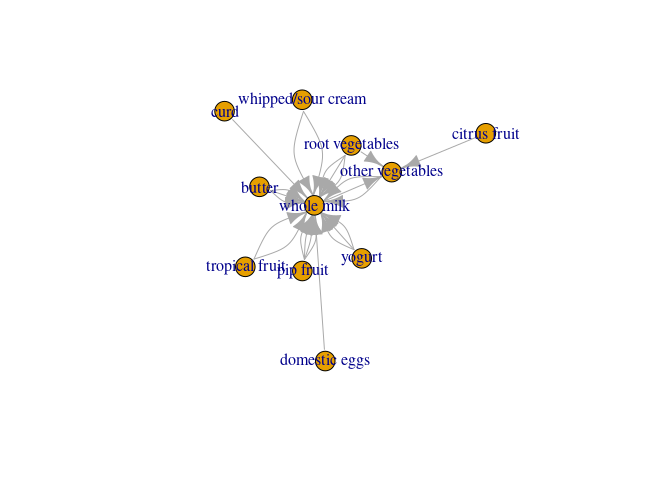 whipped/sour cream
curd
citrus fruit
root vegetables
other vegetables
butter
whole milk
yogurt
tropical fruit
pip fruit
domestic eggs